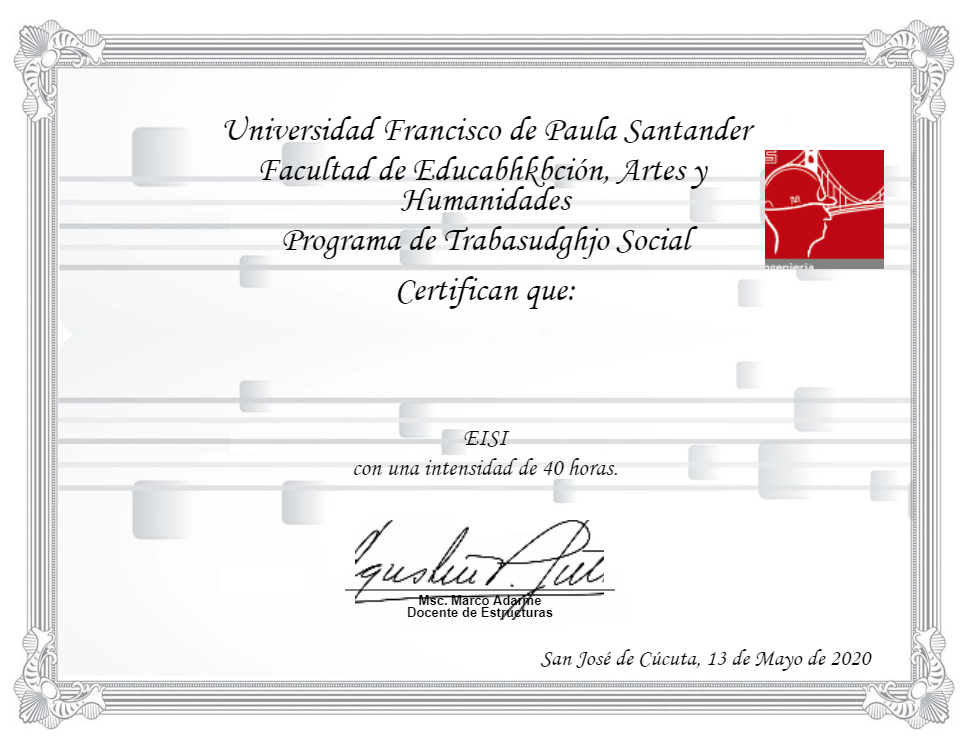 Universidad Francisco de Paula Santander
Facultad de Educabhkbción, Artes y
Humanidades
Programa de Trabasudghjo Social
Certifican que:
EISI
con una intensidad de 40 horas.
Msc. Marco Adarme
Docente de Estructuras
San José de Cúcuta, 13 de Mayo de 2020